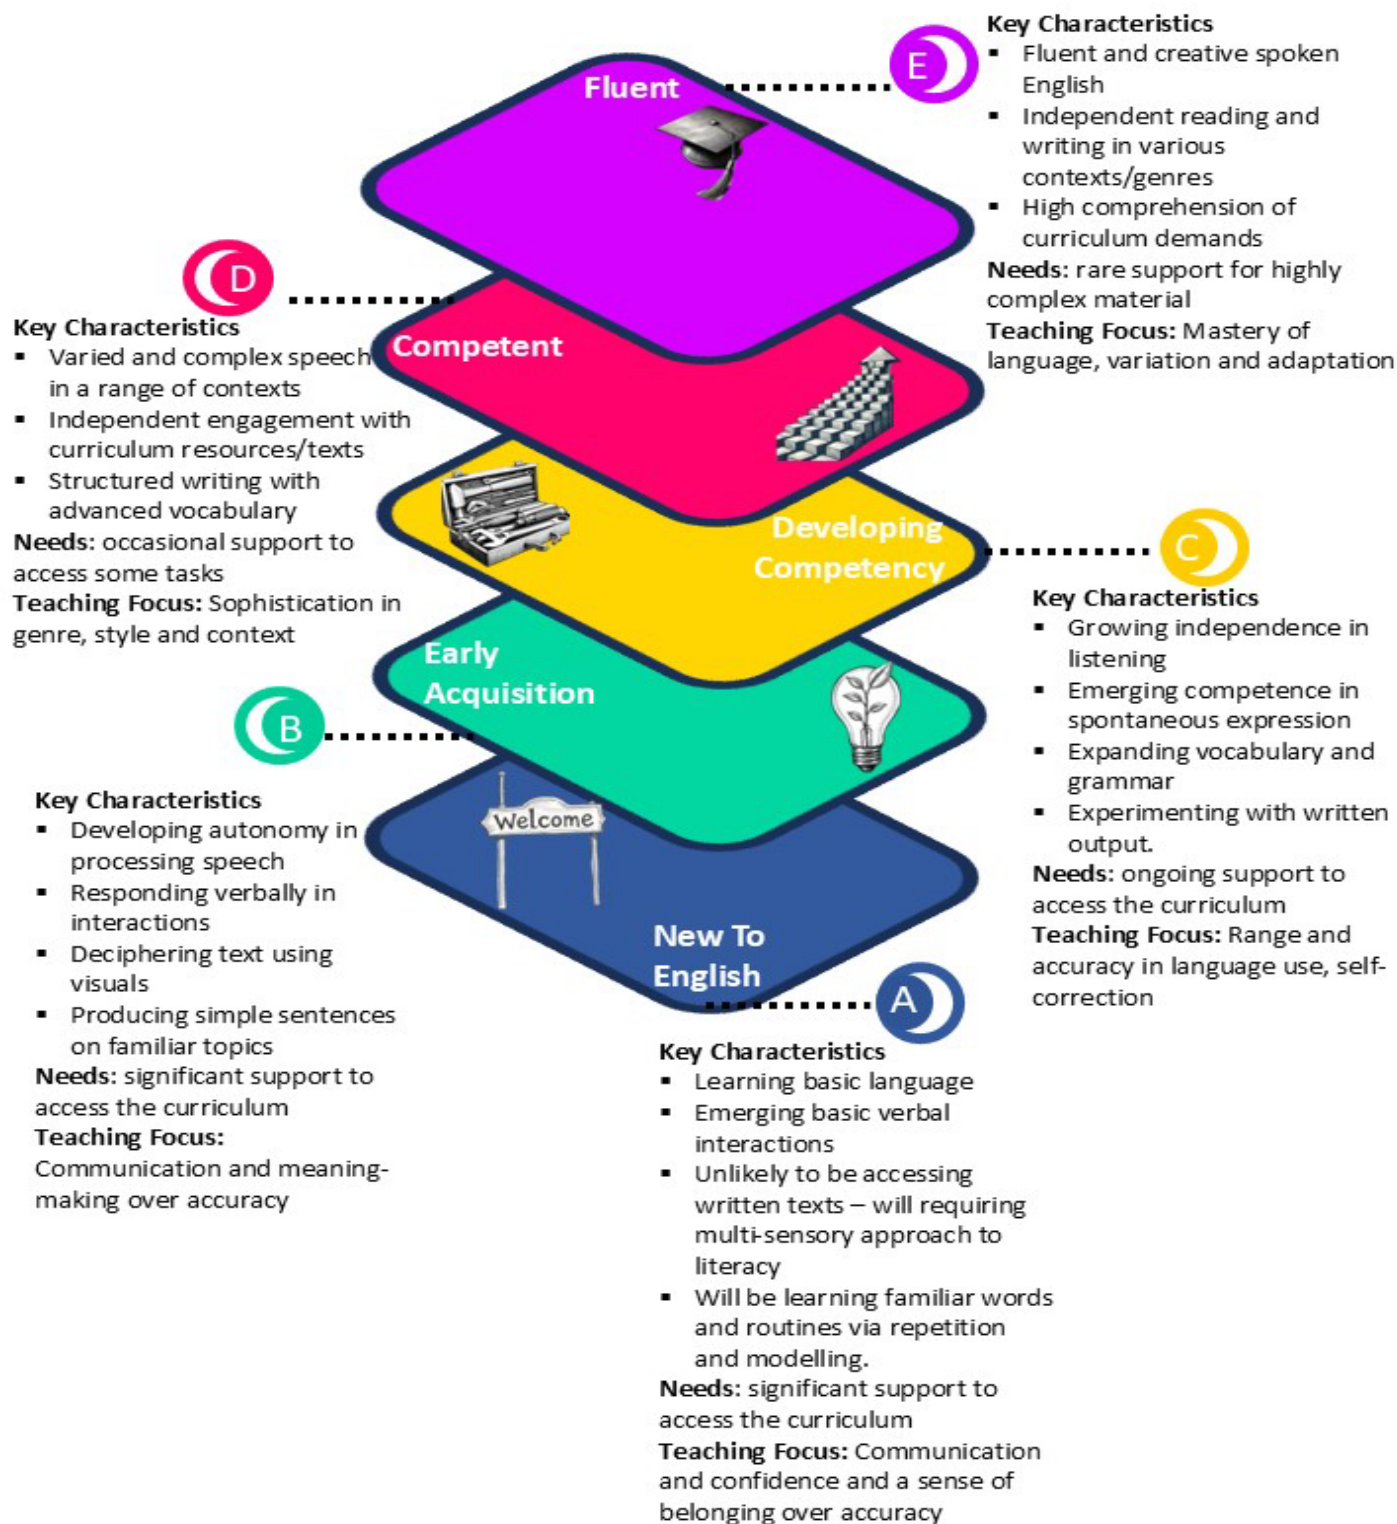 Fluent
E
Key Characteristics
▪ Fluent and creative spoken
English
▪ Independent reading and
writing in various
contexts/genres
▪ High comprehension of
curriculum demands
Needs: rare support for highly
complex material
Teaching Focus: Mastery of
language, variation and adaptation
D
Key Characteristics
▪ Varied and complex speech
in a range of contexts
▪ Independent engagement with
curriculum resources/texts
▪ Structured writing with
advanced vocabulary
Needs: occasional support to
access some tasks
Teaching Focus: Sophistication in
genre, style and context
Competent
Developing
Competency
C
Key Characteristics
▪ Growing independence in
listening
▪ Emerging competence in
spontaneous expression
▪ Expanding vocabulary and
grammar
▪ Experimenting with written
output.
Needs: ongoing support to
access the curriculum
Teaching Focus: Range and
accuracy in language use, self-
correction
Early
Acquisition
B
Key Characteristics
▪ Developing autonomy in
processing speech
▪ Responding verbally in
interactions
▪ Deciphering text using
visuals
▪ Producing simple sentences
on familiar topics
Needs: significant support to
access the curriculum
Teaching Focus:
Communication and meaning-
making over accuracy
Welcome
New To
English
A
Key Characteristics
▪ Learning basic language
▪ Emerging basic verbal
interactions
▪ Unlikely to be accessing
written texts – will requiring
multi-sensory approach to
literacy
▪ Will be learning familiar words
and routines via repetition
and modelling.
Needs: significant support to
access the curriculum
Teaching Focus: Communication
and confidence and a sense of
belonging over accuracy